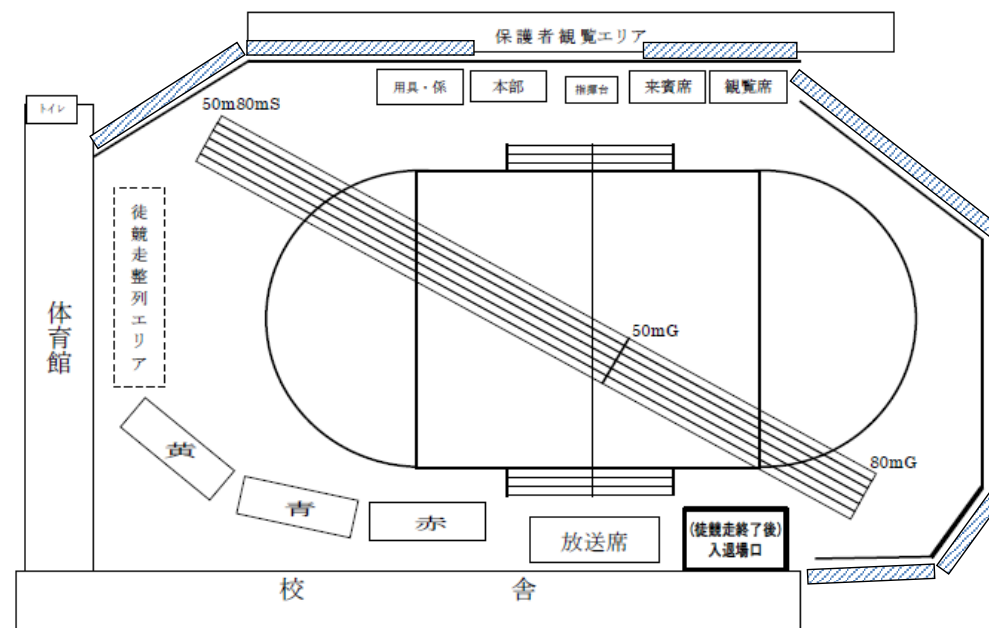 保護者観覧エリア
用具・係
本部
指揮台
来賓席
観覧席
トイレ
50m80mS
徒競走整列エリア
体育館
50mG
80mG
黄
青
赤
放送席
(徒競走終了後)
入退場口
校舎